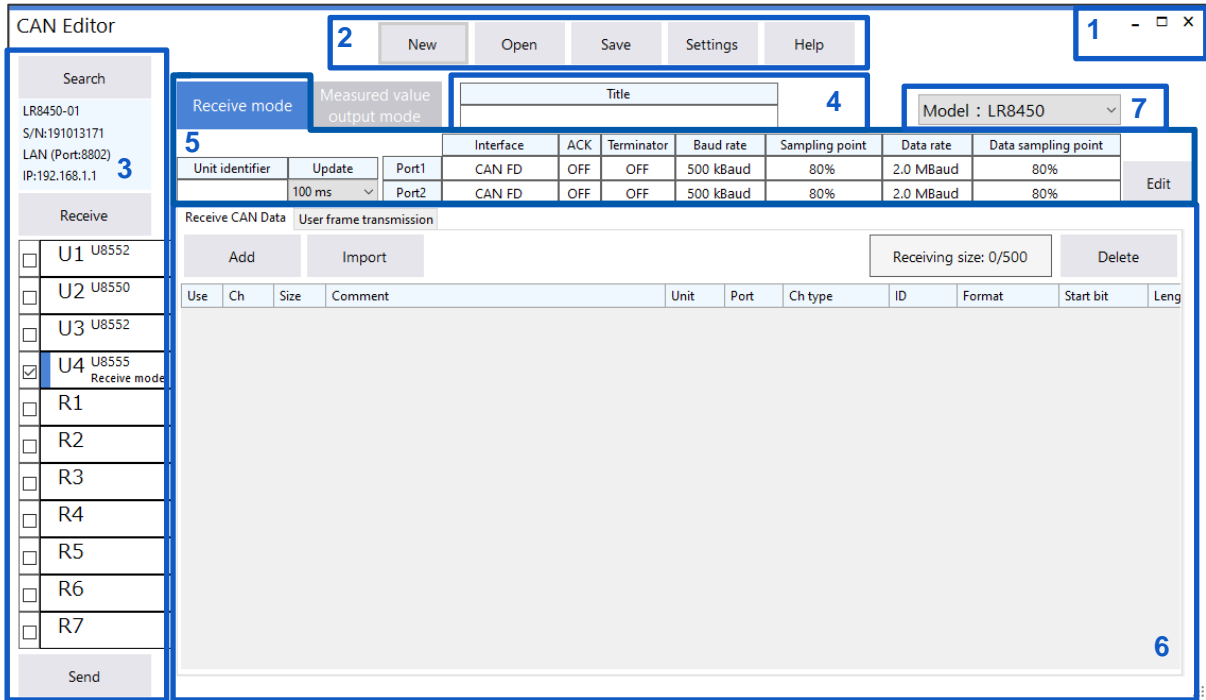 CAN Editor
1
2
New Open Save Settings Help
Search
LR8450-01
S/N:191013171
LAN (Port:8802)
IP:192.168.1.1
3
Receive
U1 U8552
U2 U8550
U3 U8552
U4 U8555
Receive mode
R1
R2
R3
R4
R5
R6
R7
Send
Receive mode
Measured value
output mode
Title
4
Model : LR8450
7
5
Interface ACK Terminator Baud rate Sampling point Data rate Data sampling point
Unit identifier Update Port1 CAN FD OFF OFF 500 kBaud 80% 2.0 MBaud 80%
100 ms Port2 CAN FD OFF OFF 500 kBaud 80% 2.0 MBaud 80%
Edit
Receive CAN Data User frame transmission
Add Import Receiving size: 0/500 Delete
Use Ch Size Comment Unit Port Ch type ID Format Start bit Leng
6